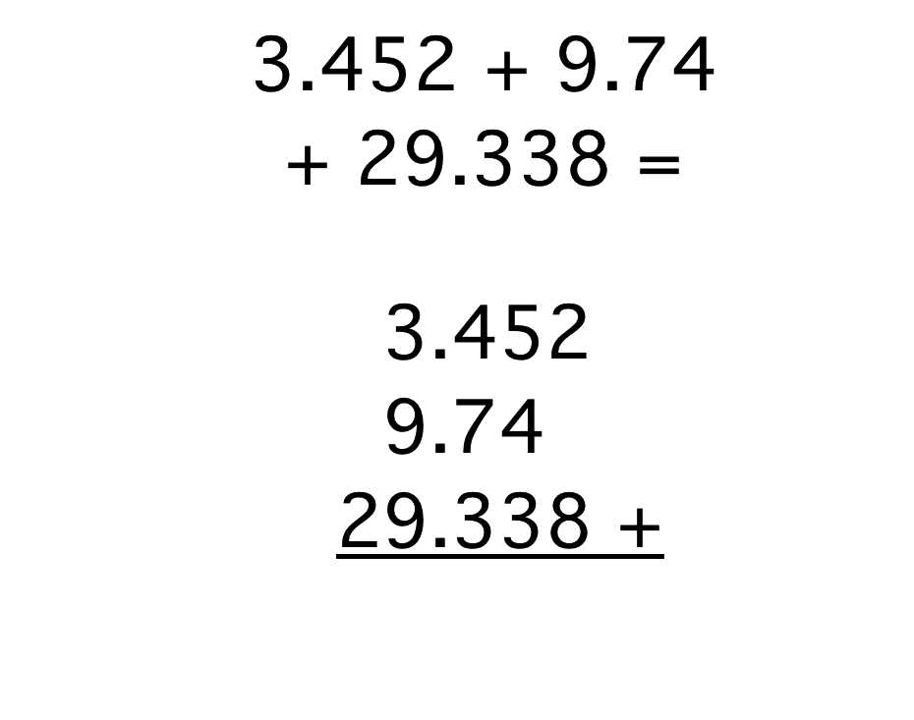 3.452 + 9.74
+ 29.338 =
3.452
9.74
29.338 +